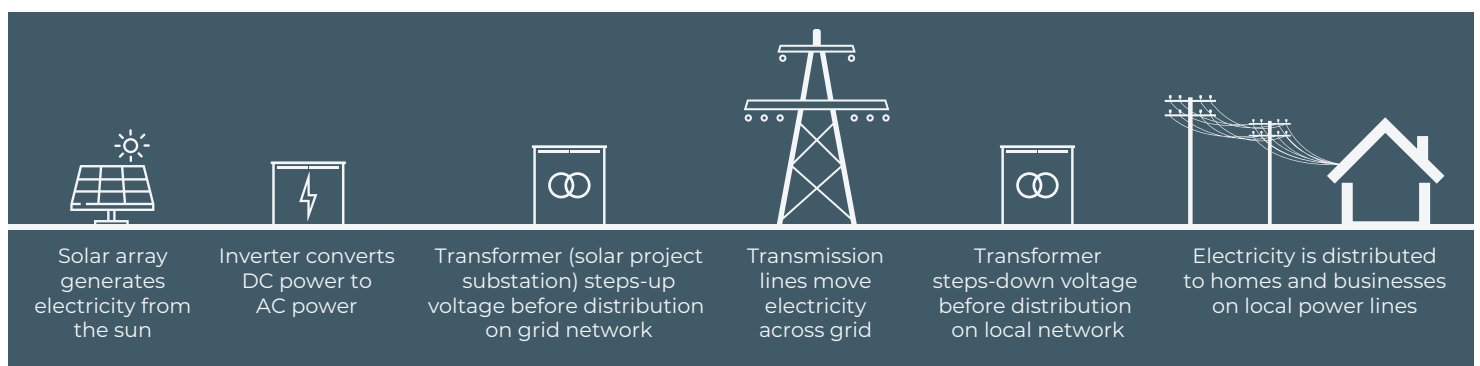 Solar array
generates
electricity from
the sun
Inverter converts
DC power to
AC power
Transformer (solar project
substation) steps-up
voltage before distribution
on grid network
Transmission
lines move
electricity
across grid
Transformer
steps-down voltage
before distribution
on local network
Electricity is distributed
to homes and businesses
on local power lines